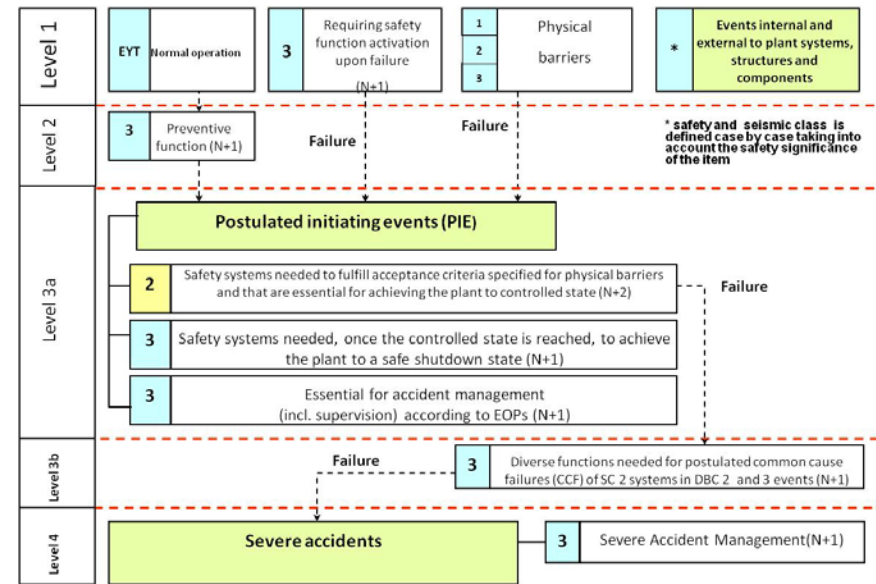 Level 1
EYT
Normal operation
3
Requiring safety
function activation
upon failure
(N+1)
1
2
3
Physical
barriers
*
Events internal and
external to plant systems,
structures and
components
Level 2
3
Preventive
function (N+1)
Failure
Failure
* safety and seismic class is
defined case by case taking into
account the safety significance
of the item
Level 3a
Postulated initiating events (PIE)
2
Safety systems needed to fulfill acceptance criteria specified for physical barriers
and that are essential for achieving the plant to controlled state (N+2)
Failure
3
Safety systems needed, once the controlled state is reached, to achieve
the plant to a safe shutdown state (N+1)
3
Essential for accident management
(incl. supervision) according to EOPs (N+1)
Level 3b
Failure
3
Diverse functions needed for postulated common cause
failures (CCF) of SC 2 systems in DBC 2 and 3 events (N+1)
Level 4
Severe accidents
3
Severe Accident Management(N+1)